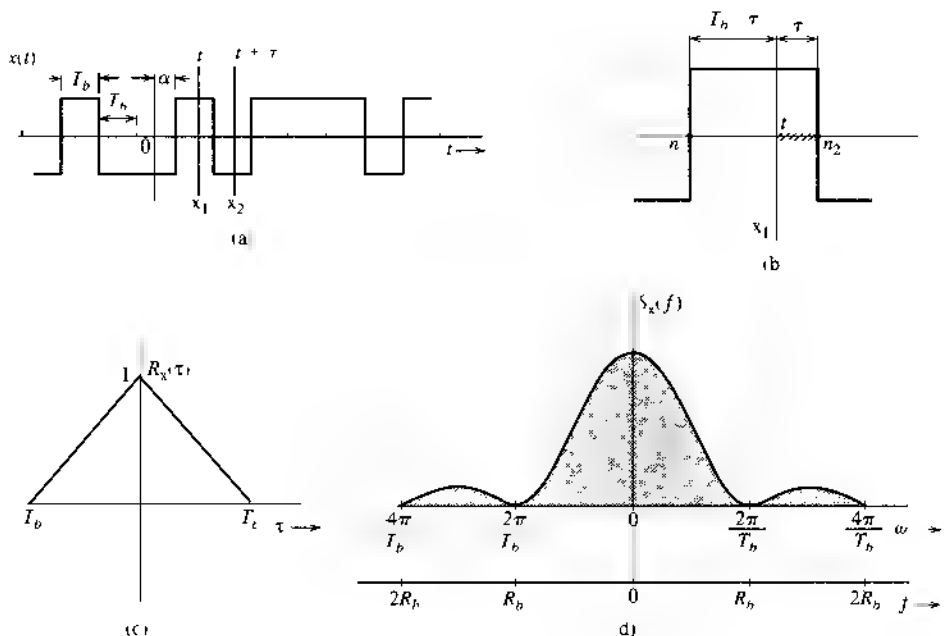 x(t)
T_b
α
t
t + τ
T_b
0
t
x_1
x_2
(a
T_b τ
τ
t
n
n_2
x_1
(b
1
R_x(τ)
T_b
τ
(c)
S_x(f)
4π
T_b
2π
T_b
0
2π
T_b
4π
T_b
ω
2R_b
R_b
0
R_b
2R_b
f
d)